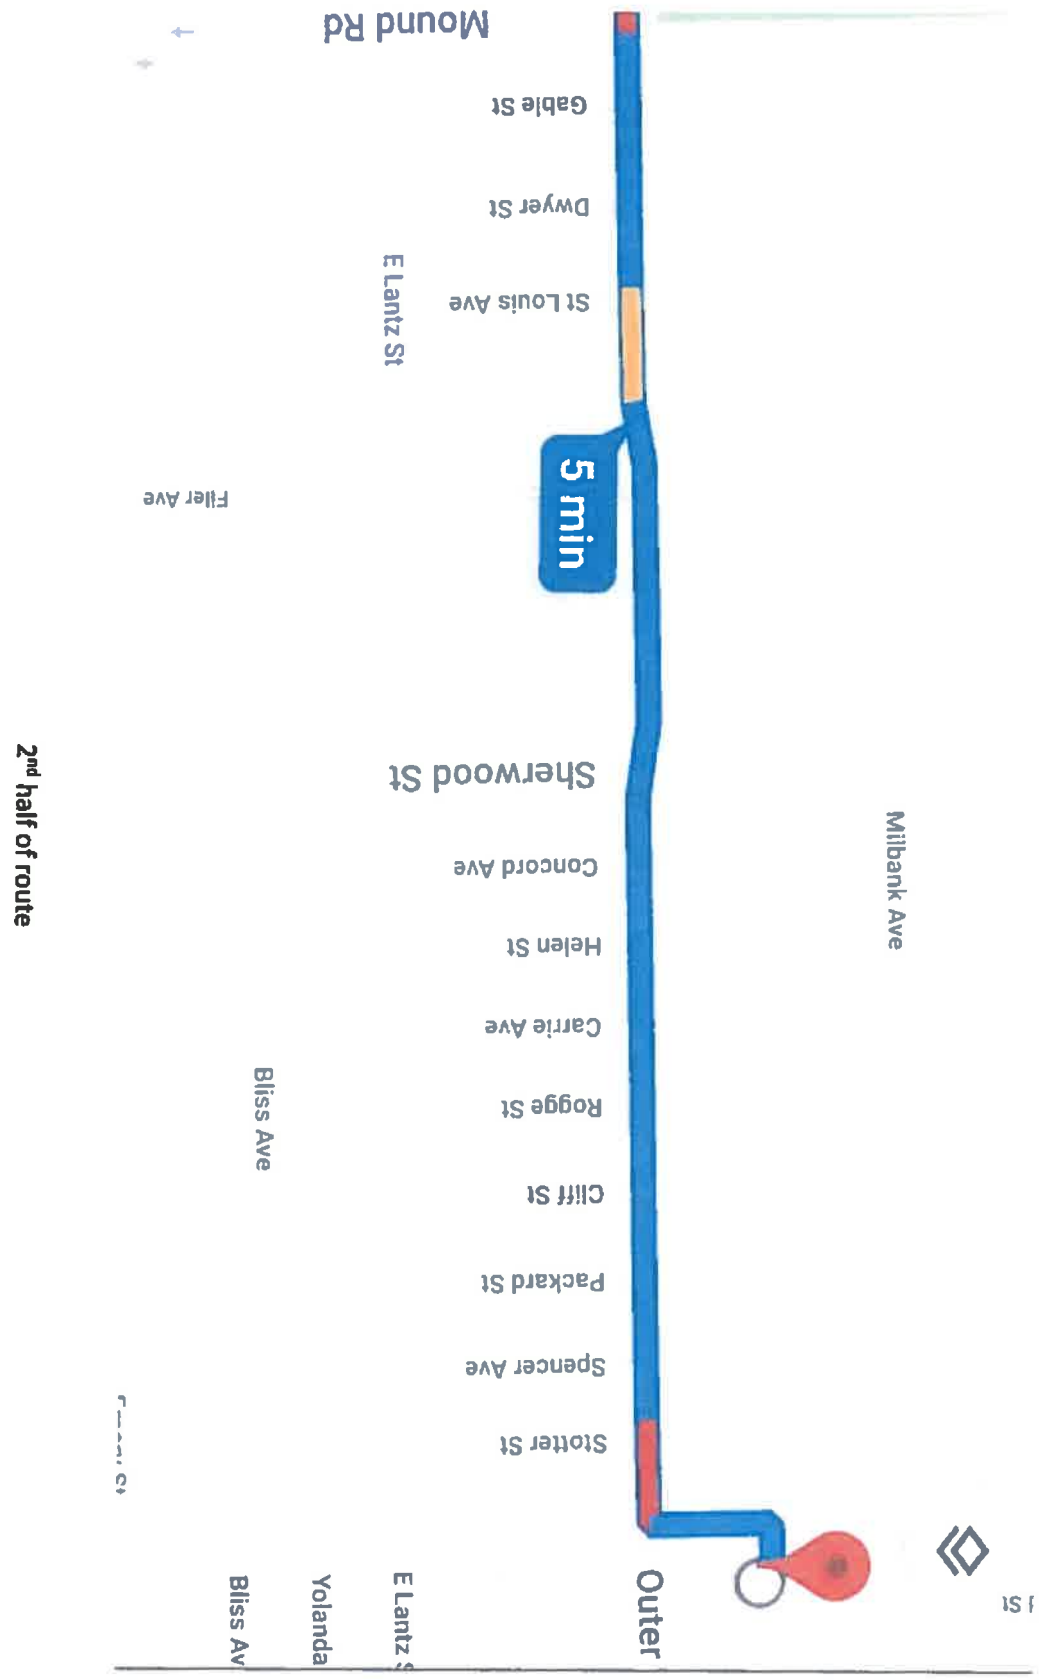 Mound Rd
Gable St
Dwyer St
St Louis Ave
E Lantz St
5 min
Filer Ave
Sherwood St
Concord Ave
Milbank Ave
Helen St
Carrie Ave
Rogge St
Bliss Ave
Cliff St
Packard St
Spencer Ave
Stotter St
Outer
E Lantz S
Yolanda
Bliss Av
St
2nd half of route